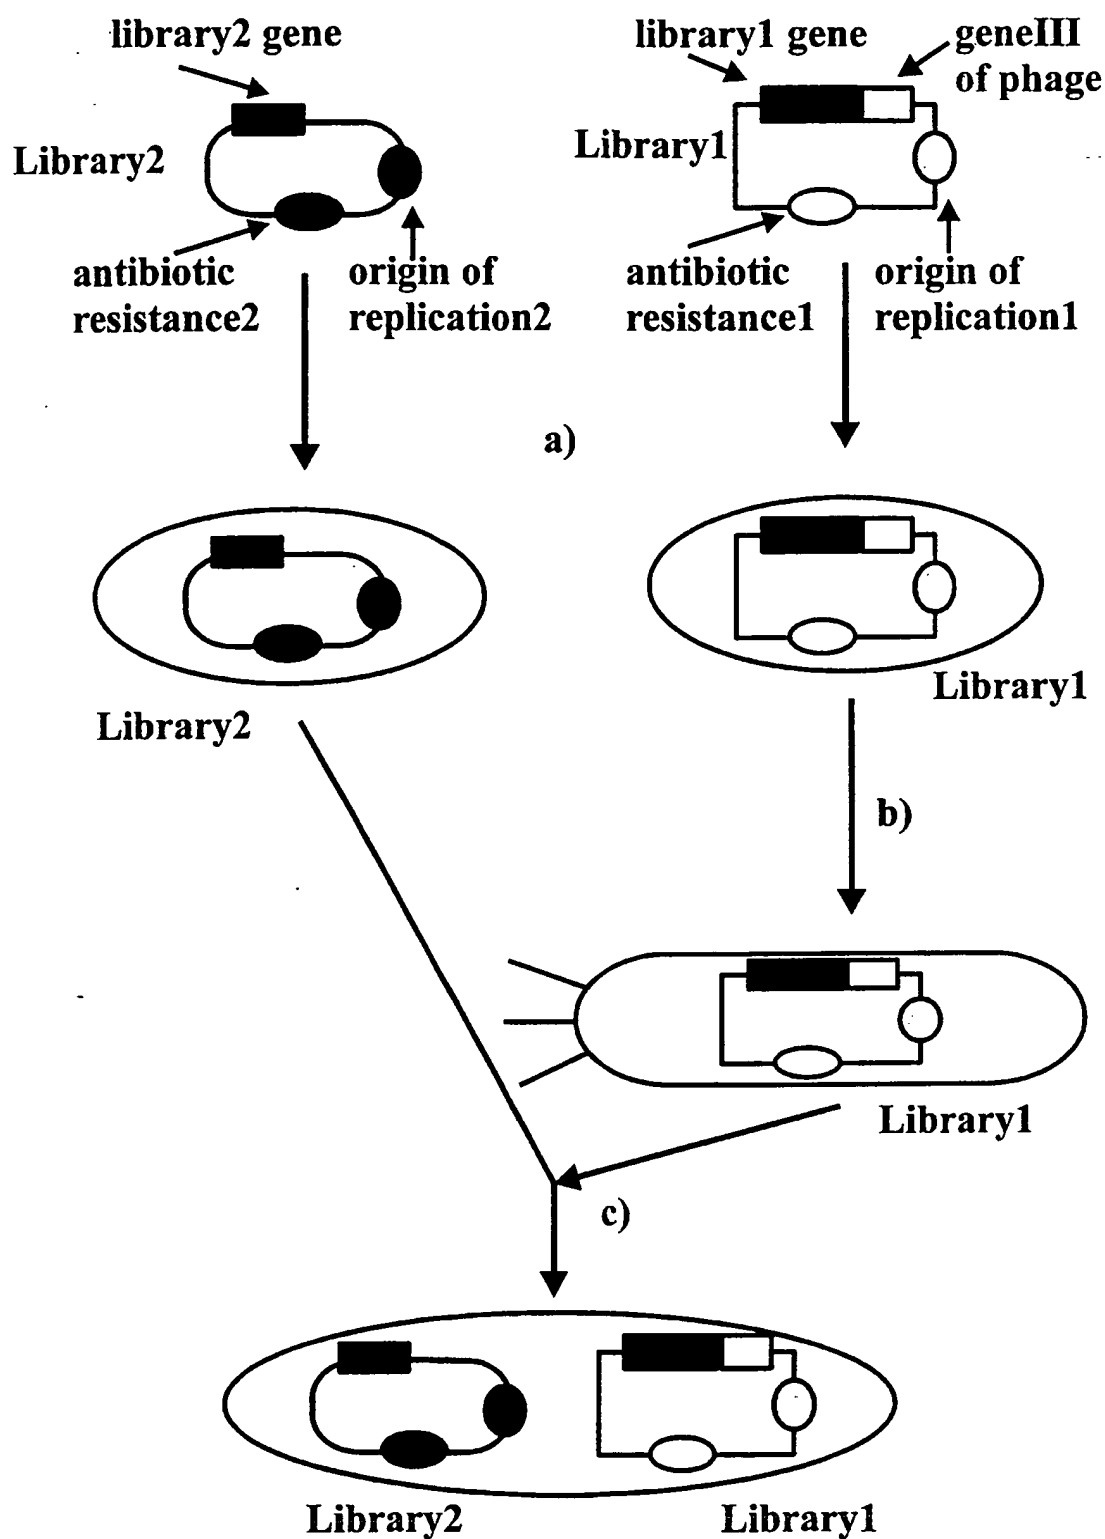 library2 gene
library1 gene
geneIII
of phage
Library2
Library1
antibiotic
resistance2
origin of
replication2
antibiotic
resistance1
origin of
replication1
a)
Library2
Library1
b)
Library1
c)
Library2
Library1